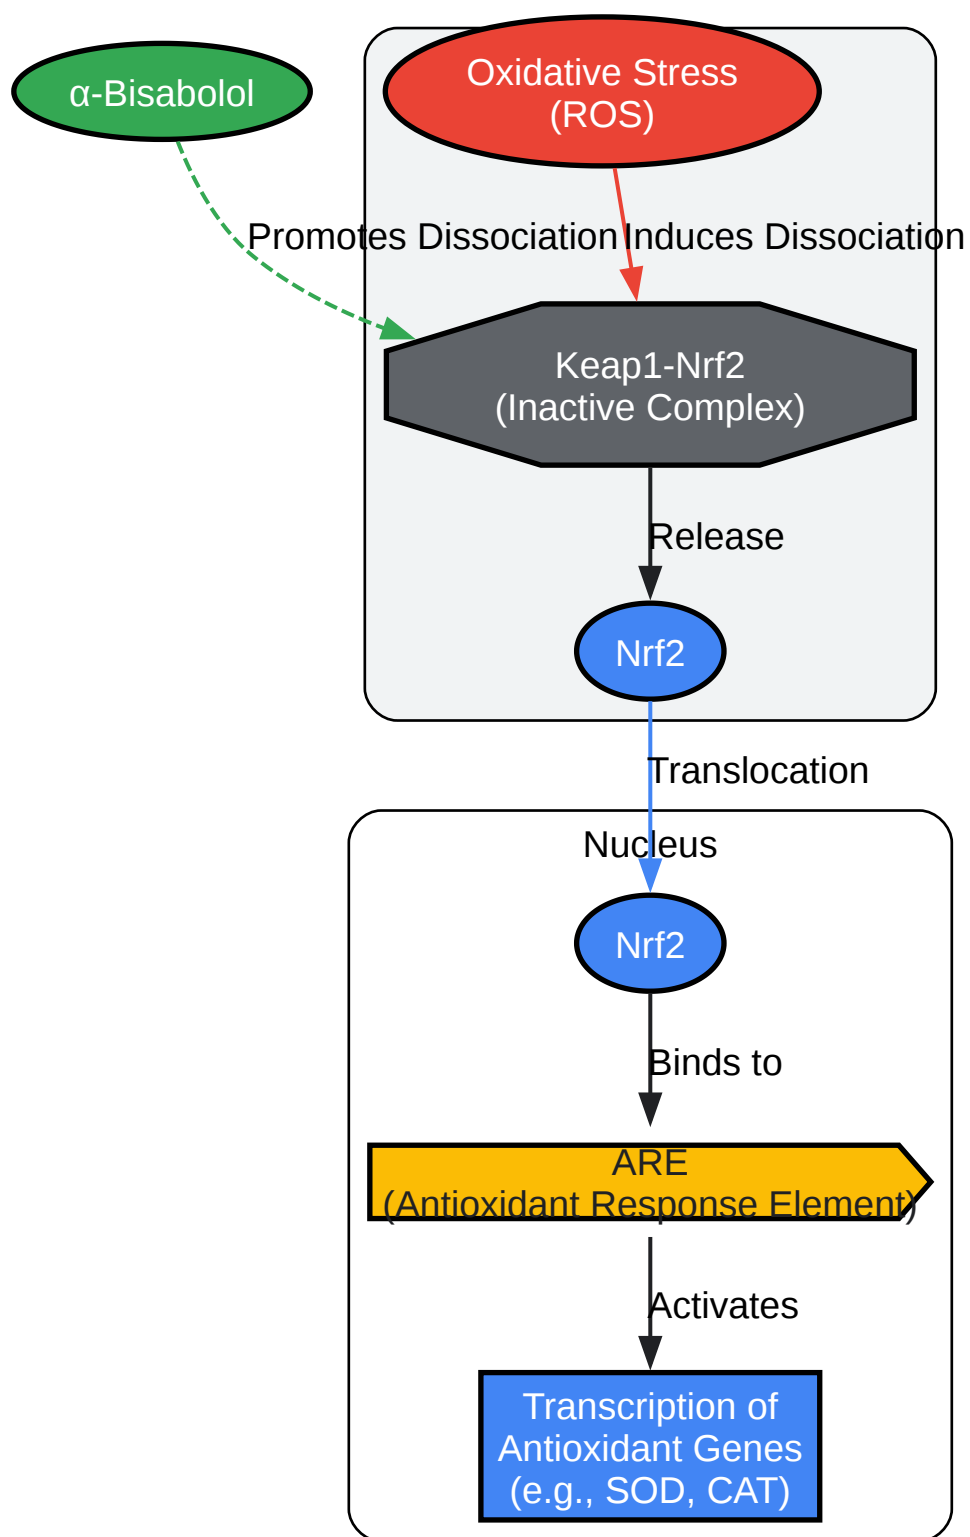 α-Bisabolol
Oxidative Stress
(ROS)
Promotes Dissociation
Induces Dissociation
Keap1-Nrf2
(Inactive Complex)
Release
Nrf2
Translocation
Nucleus
Nrf2
Binds to
ARE
(Antioxidant Response Element)
Activates
Transcription of
Antioxidant Genes
(e.g., SOD, CAT)